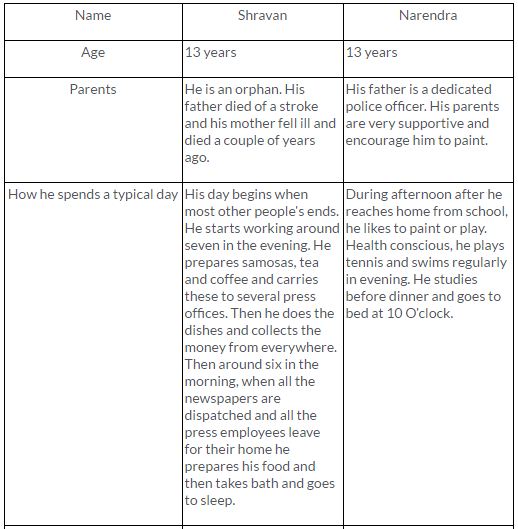 Name Shravan Narendra
Age 13 years 13 years
Parents
He is an orphan. His
father died of a stroke
and his mother fell ill and
died a couple of years
ago.
His father is a dedicated
police officer. His parents
are very supportive and
encourage him to paint.
How he spends a typical day
His day begins when
most other people's ends.
He starts working around
seven in the evening. He
prepares samosas, tea
and coffee and carries
these to several press
offices. Then he does the
dishes and collects the
money from everywhere.
Then around six in the
morning, when all the
newspapers are
dispatched and all the
press employees leave
for their home he
prepares his food and
then takes bath and goes
to sleep.
During afternoon after he
reaches home from school,
he likes to paint or play.
Health conscious, he plays
tennis and swims regularly
in evening. He studies
before dinner and goes to
bed at 10 O'clock.